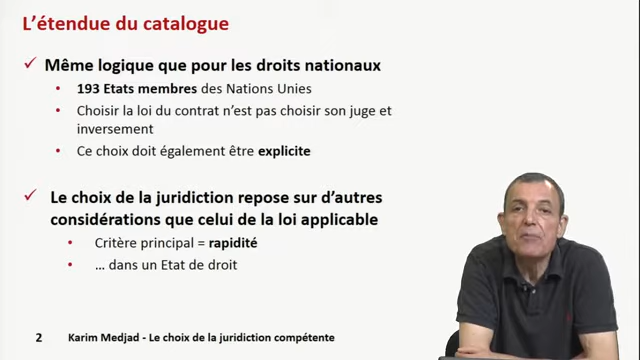 L'étendue du catalogue
Même logique que pour les droits nationaux
193 Etats membres des Nations Unies
Choisir la loi du contrat n'est pas choisir son juge et
inversement
Ce choix doit également être explicite
Le choix de la juridiction repose sur d'autres
considérations que celui de la loi applicable
Critère principal = rapidité
… dans un Etat de droit
2 Karim Medjad - Le choix de la juridiction compétente